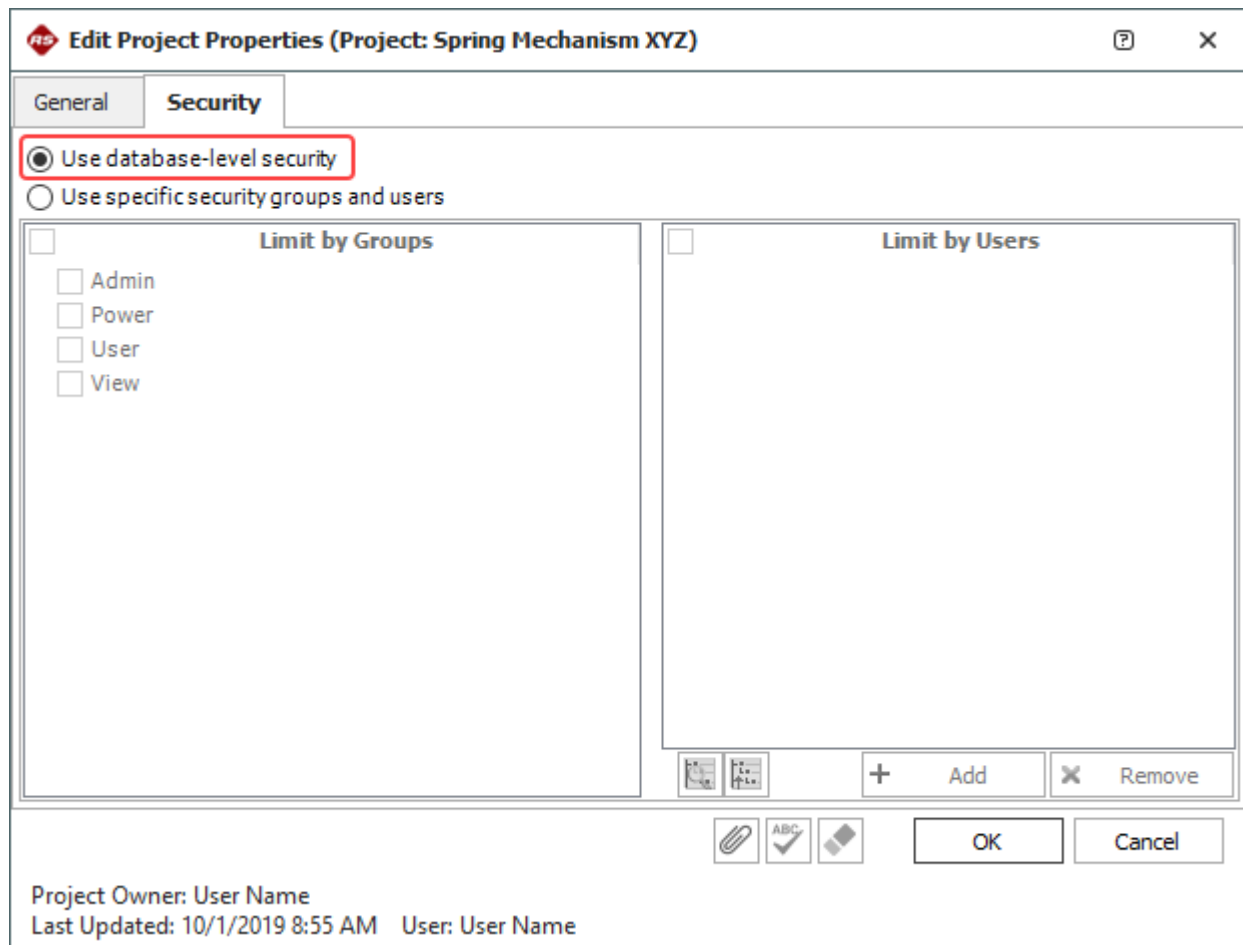 RS Edit Project Properties (Project: Spring Mechanism XYZ)
General Security
Use database-level security
Use specific security groups and users
Limit by Groups Limit by Users
Admin
Power
User
View
+ Add Remove
ABC OK Cancel
Project Owner: User Name
Last Updated: 10/1/2019 8:55 AM User: User Name